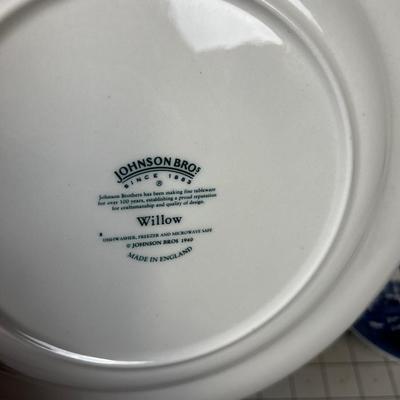 JOHNSON BROS
SINCE 1883
®
Johnson Brothers has been making fine tableware
for over 100 years, establishing a proud reputation
for craftsmanship and quality of design.
Willow
DISHWASHER, FREEZER AND MICROWAVE SAFE
© JOHNSON BROS 1940
MADE IN ENGLAND